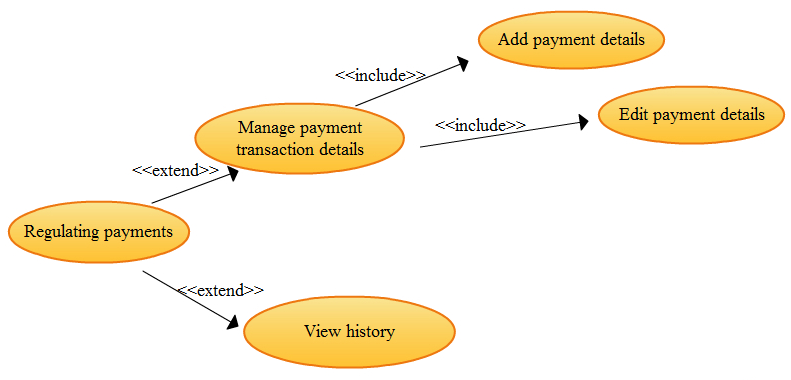 Add payment details
<<include>>
Edit payment details
Manage payment
transaction details
<<include>>
<<extend>>
Regulating payments
<<extend>>
View history